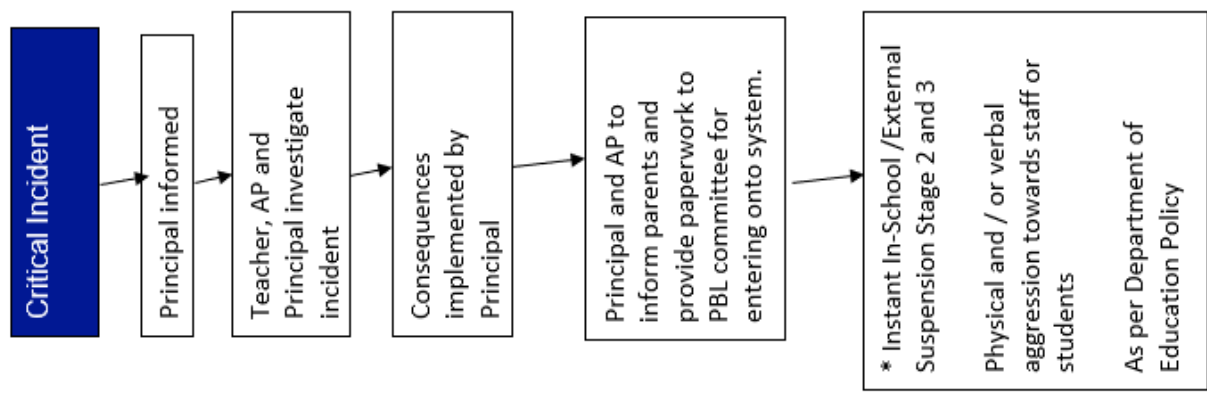 Critical Incident
Principal informed
Teacher, AP and
Principal investigate
incident
Consequences
implemented by
Principal
Principal and AP to
inform parents and
provide paperwork to
PBL committee for
entering onto system.
* Instant In-School /External
Suspension Stage 2 and 3
Physical and / or verbal
aggression towards staff or
students
As per Department of
Education Policy